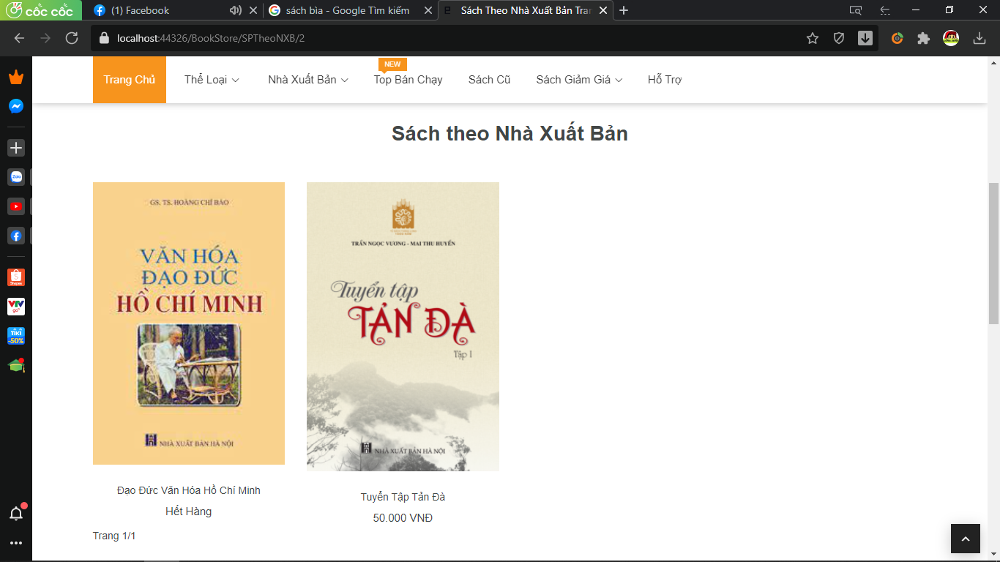 cốc cốc
(1) Facebook
sách bìa - Google Tìm kiếm
Sách Theo Nhà Xuất Bản Tran
localhost:44326/BookStore/SPTheoNXB/2
NEW
Trang Chủ
Thể Loại
Nhà Xuất Bản
Top Bán Chạy
Sách Cũ
Sách Giảm Giá
Hỗ Trợ
Sách theo Nhà Xuất Bản
GS. TS. HOÀNG CHÍ BẢO
VĂN HÓA
ĐẠO ĐỨC
HỒ CHÍ MINH
NHÀ XUẤT BẢN HÀ NỘI
TRẦN NGỌC VƯƠNG - MAI THU HUYỀN
Tuyển tập
TẢN ĐÀ
Tập I
NHÀ XUẤT BẢN HÀ NỘI
Đạo Đức Văn Hóa Hồ Chí Minh
Hết Hàng
Tuyển Tập Tản Đà
50.000 VNĐ
Trang 1/1
Zalo
Shopee
VTV
go
TIKI
-50%